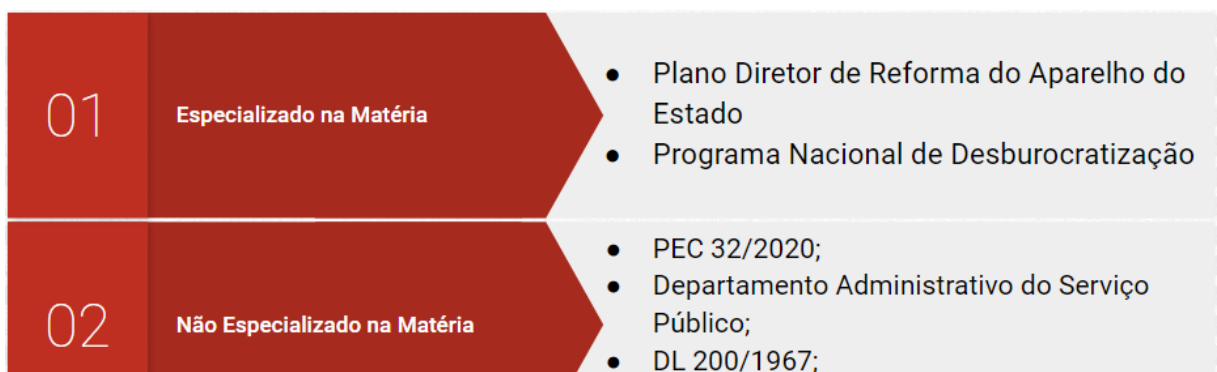 01
Especializado na Matéria
● Plano Diretor de Reforma do Aparelho do
Estado
● Programa Nacional de Desburocratização
02
Não Especializado na Matéria
● PEC 32/2020;
● Departamento Administrativo do Serviço
Público;
● DL 200/1967;